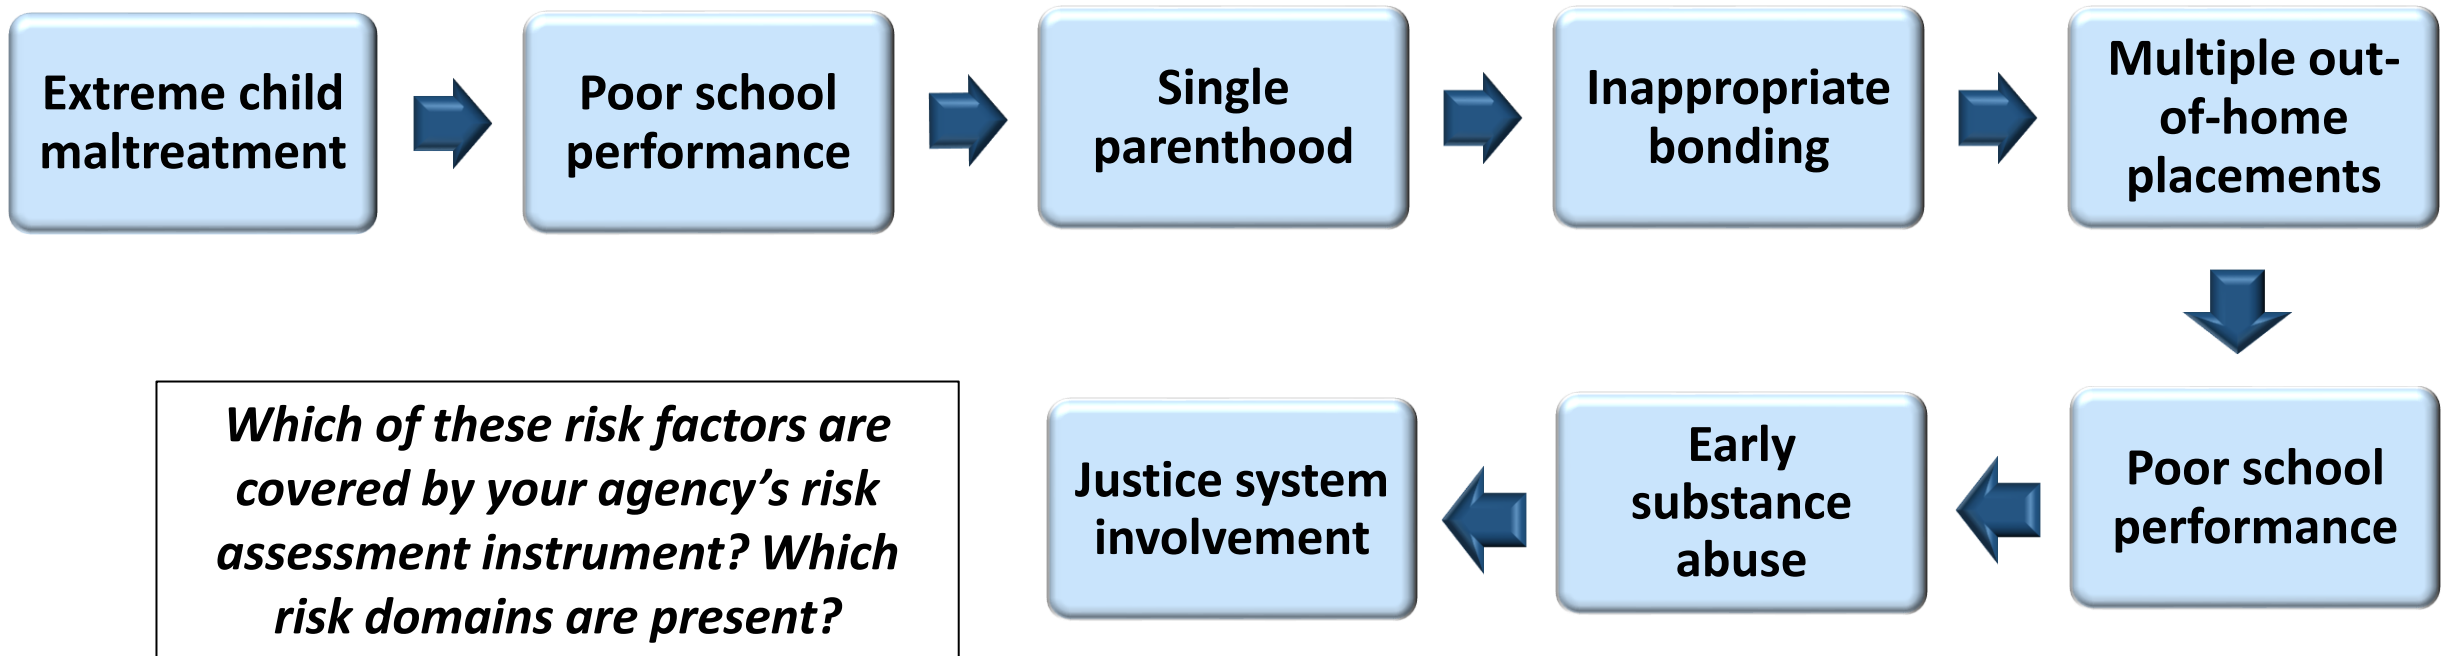 Extreme child
maltreatment
Poor school
performance
Single
parenthood
Inappropriate
bonding
Multiple out-
of-home
placements
Poor school
performance
Early
substance
abuse
Justice system
involvement
Which of these risk factors are
covered by your agency’s risk
assessment instrument? Which
risk domains are present?